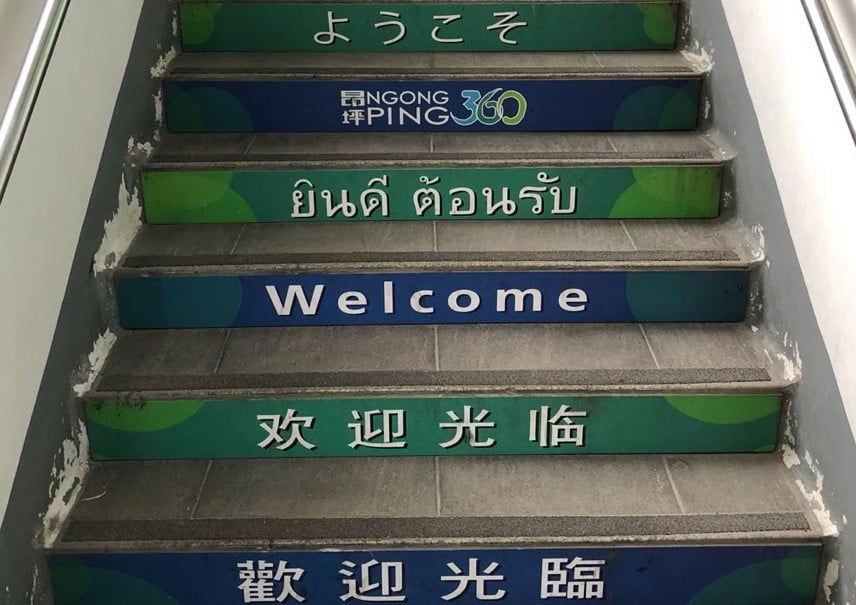 ようこそ
昂坪 NGONG PING 360
ยินดี ต้อนรับ
Welcome
欢迎光临
歡迎光臨